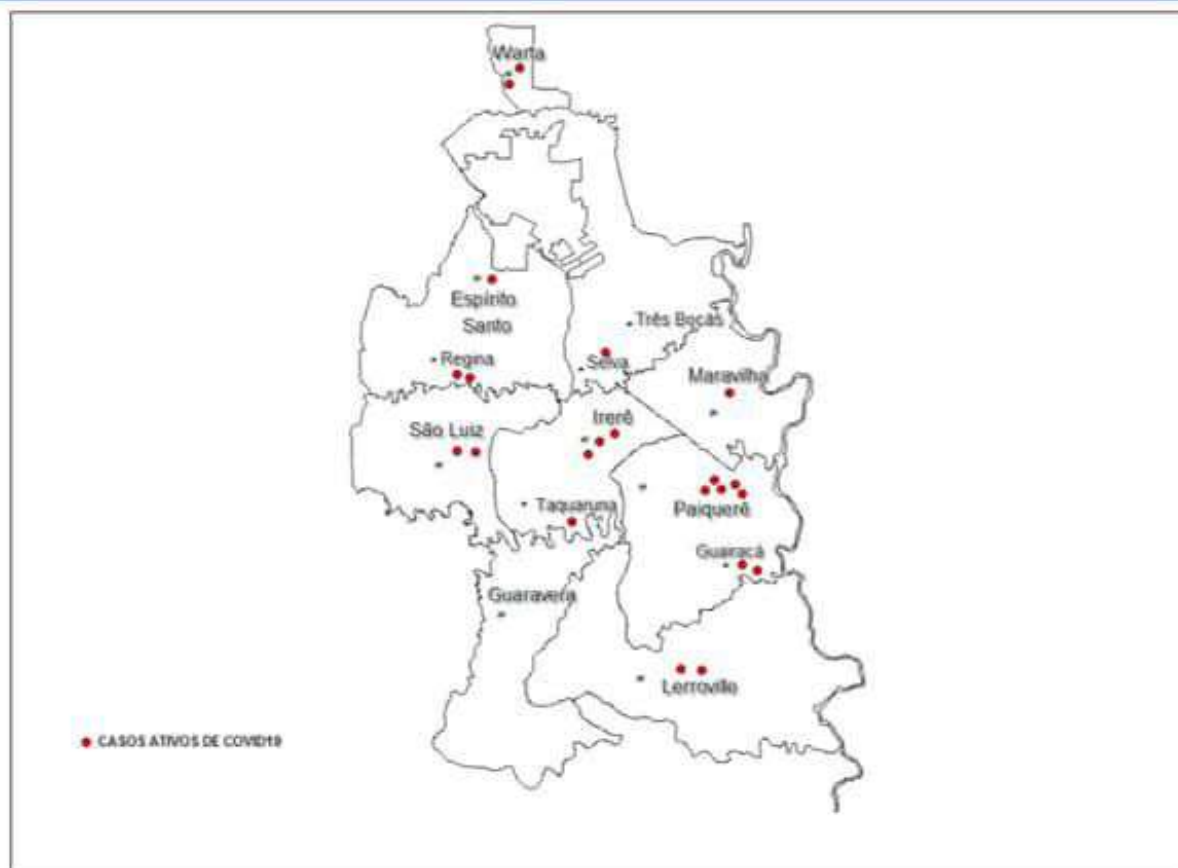 Warta
Espírito
Santo
Três Bocas
Regina
Selva
Maravilha
Irerê
São Luiz
Taquaruna
Paiquerê
Guairacá
Guaravera
Lerroville
CASOS ATIVOS DE COVID19